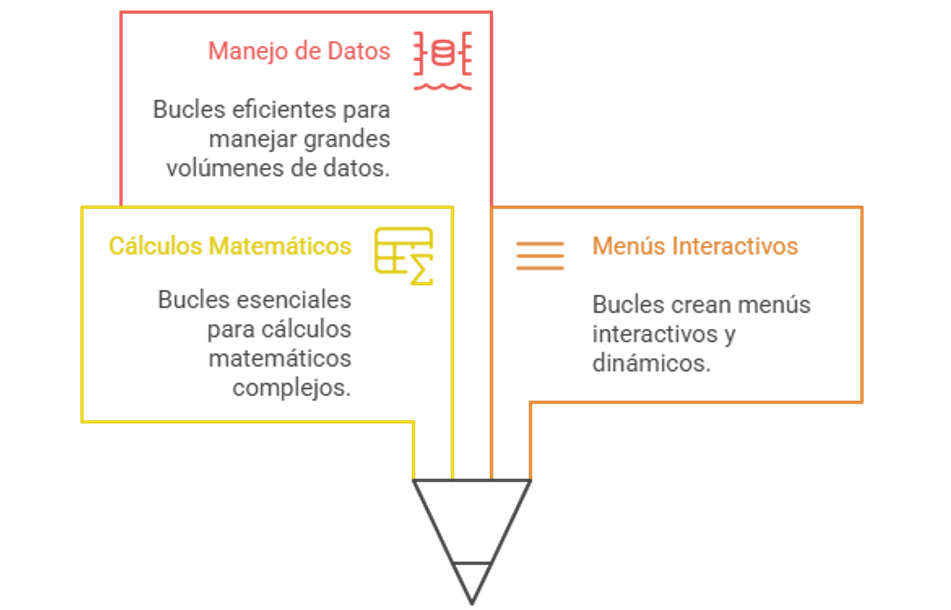 Manejo de Datos
Bucles eficientes para
manejar grandes
volúmenes de datos.
Cálculos Matemáticos
Bucles esenciales
para cálculos
matemáticos
complejos.
Menús Interactivos
Bucles crean menús
interactivos y
dinámicos.